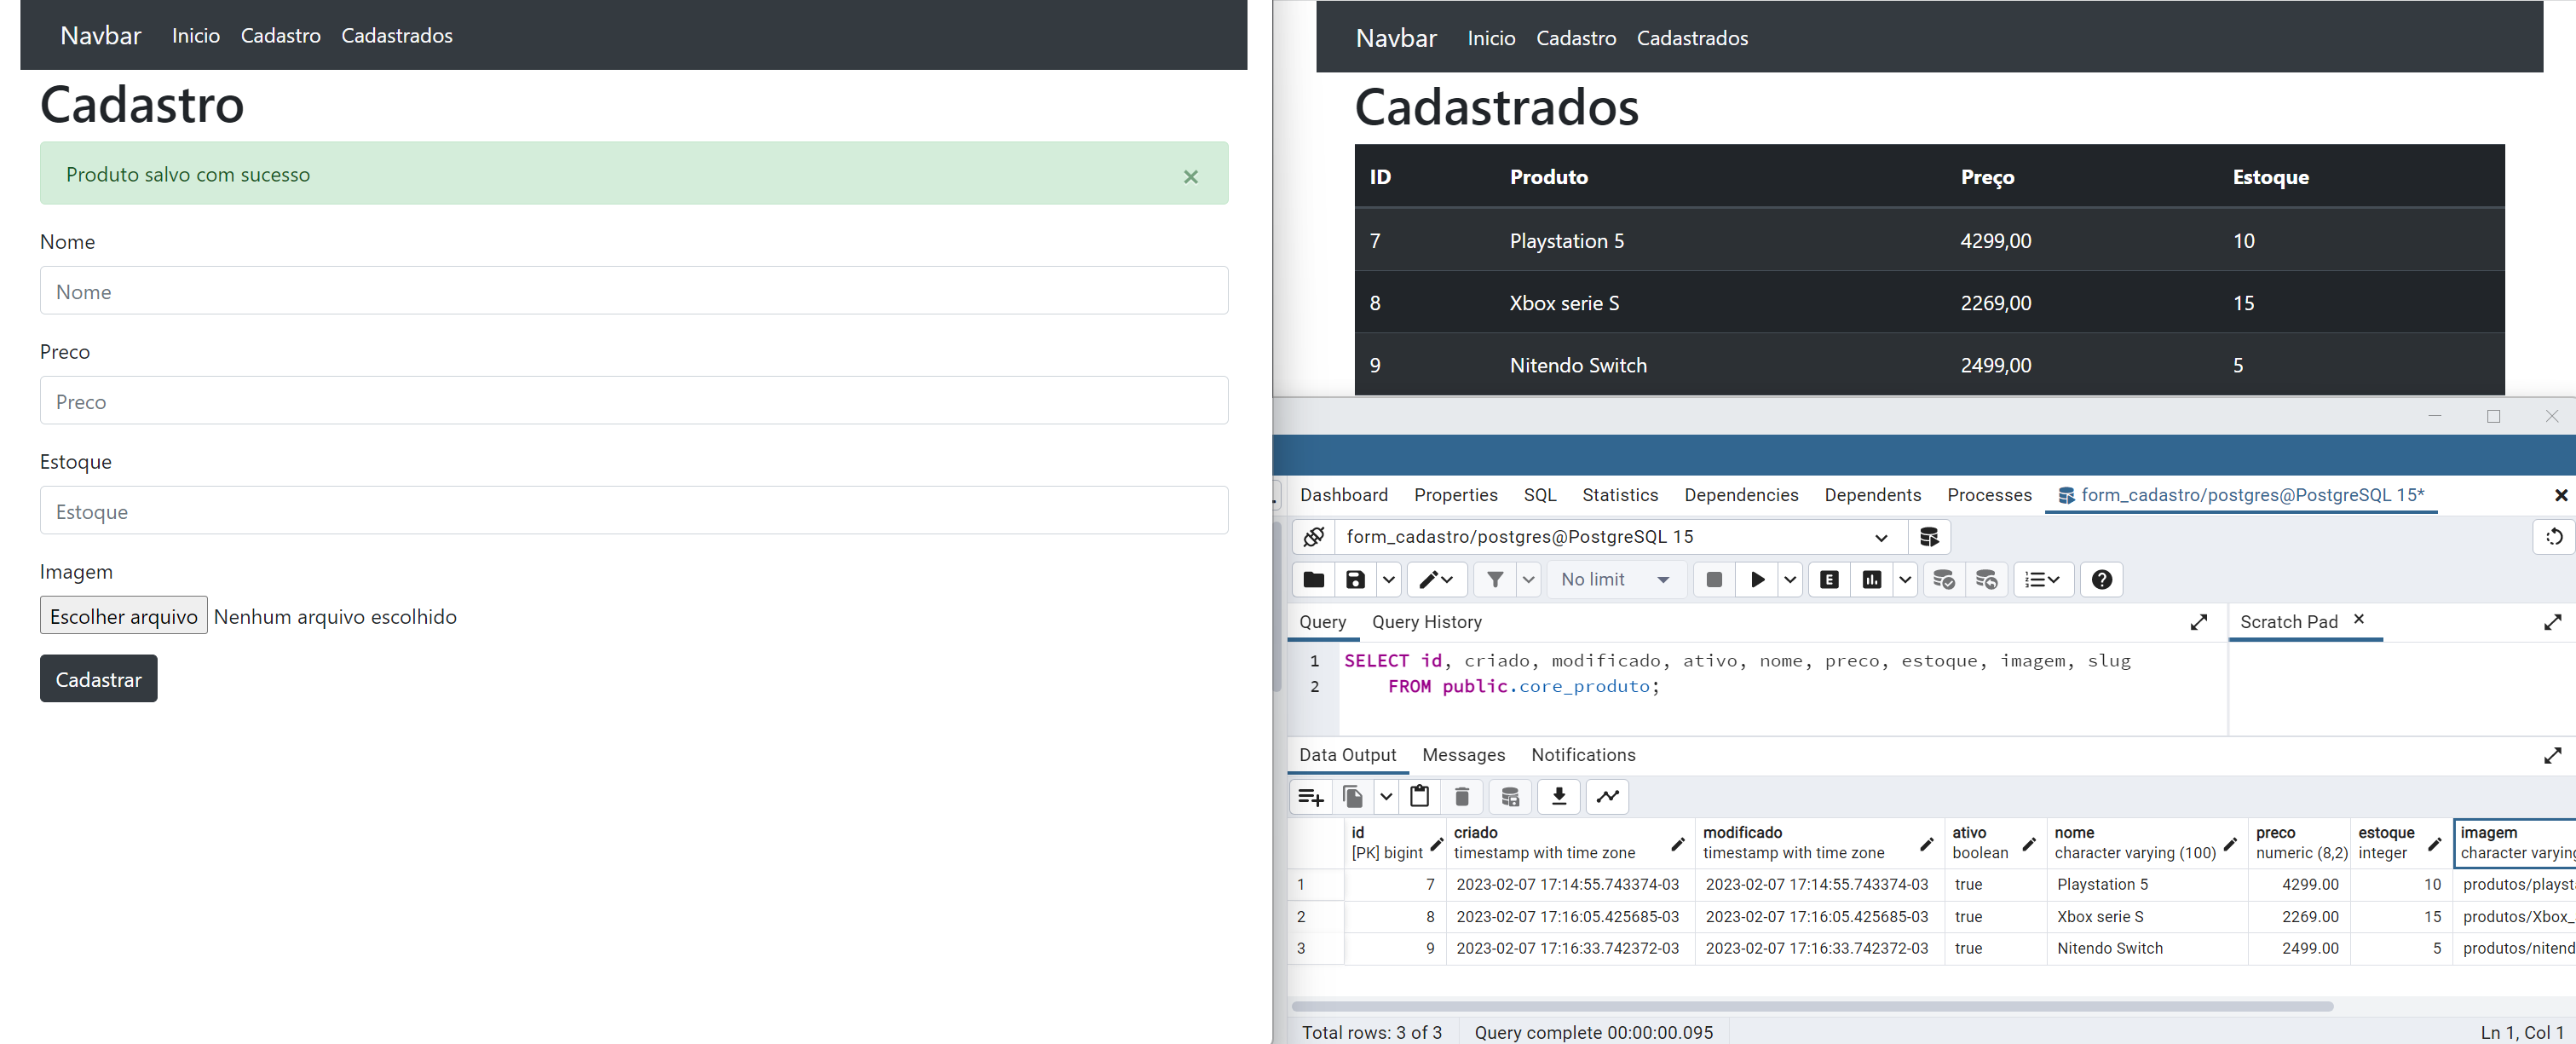 Navbar Inicio Cadastro Cadastrados
Cadastro
Produto salvo com sucesso ×
Nome
Nome
Preco
Preco
Estoque
Estoque
Imagem
Escolher arquivo Nenhum arquivo escolhido
Cadastrar
Navbar Inicio Cadastro Cadastrados
Cadastrados
ID Produto Preço Estoque
7 Playstation 5 4299,00 10
8 Xbox serie S 2269,00 15
9 Nitendo Switch 2499,00 5
Dashboard Properties SQL Statistics Dependencies Dependents Processes form_cadastro/postgres@PostgreSQL 15*
form_cadastro/postgres@PostgreSQL 15
No limit E
Query Query History Scratch Pad
1 SELECT id, criado, modificado, ativo, nome, preco, estoque, imagem, slug
2 FROM public.core_produto;
Data Output Messages Notifications
id criado modificado ativo nome preco estoque imagem
[PK] bigint timestamp with time zone timestamp with time zone boolean character varying (100) numeric (8,2) integer character varying
1 7 2023-02-07 17:14:55.743374-03 2023-02-07 17:14:55.743374-03 true Playstation 5 4299.00 10 produtos/playst
2 8 2023-02-07 17:16:05.425685-03 2023-02-07 17:16:05.425685-03 true Xbox serie S 2269.00 15 produtos/Xbox_
3 9 2023-02-07 17:16:33.742372-03 2023-02-07 17:16:33.742372-03 true Nitendo Switch 2499.00 5 produtos/nitend
Total rows: 3 of 3 Query complete 00:00:00.095 Ln 1, Col 1